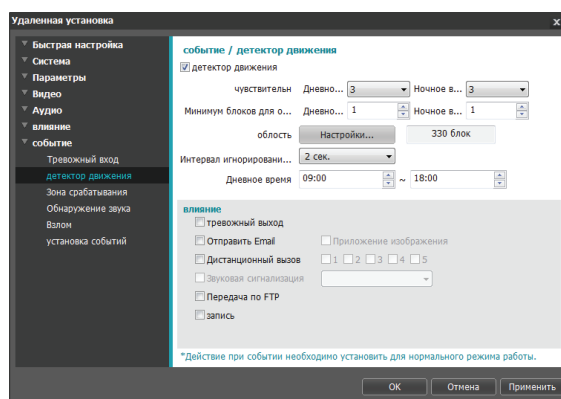 Удаленная установка
x
Быстрая настройка
Система
Параметры
Видео
Аудио
влияние
событие
Тревожный вход
детектор движения
Зона срабатывания
Обнаружение звука
Взлом
установка событий
событие / детектор движения
детектор движения
чувствительн Дневно... 3 Ночное в... 3
Минимум блоков для о... Дневно... 1 Ночное в... 1
облость Настройки... 330 блок
Интервал игнорировани... 2 сек.
Дневное время 09:00 ~ 18:00
влияние
тревожный выход
Отправить Email Приложение изображения
Дистанционный вызов 1 2 3 4 5
Звуковая сигнализация
Передача по FTP
запись
*Действие при событии необходимо установить для нормального режима работы.
OK Отмена Применить